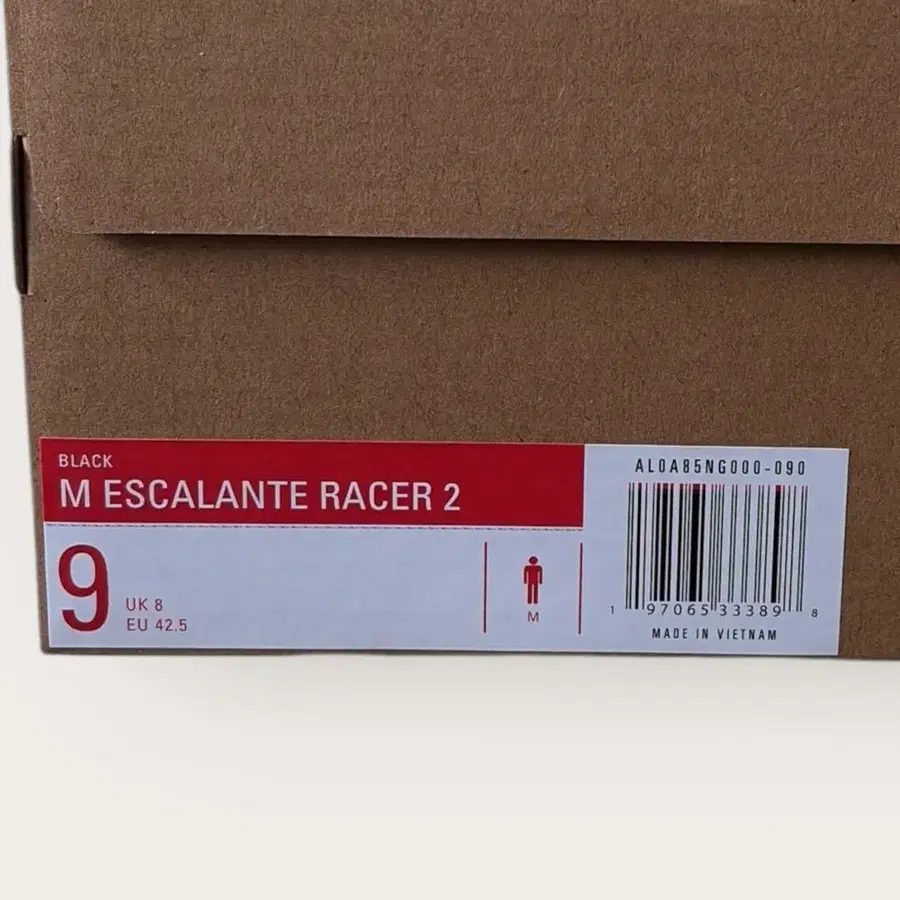 BLACK
M ESCALANTE RACER 2
9
UK 8
EU 42.5
M
AL0A85NG000-090
1 97065 33389 8
MADE IN VIETNAM